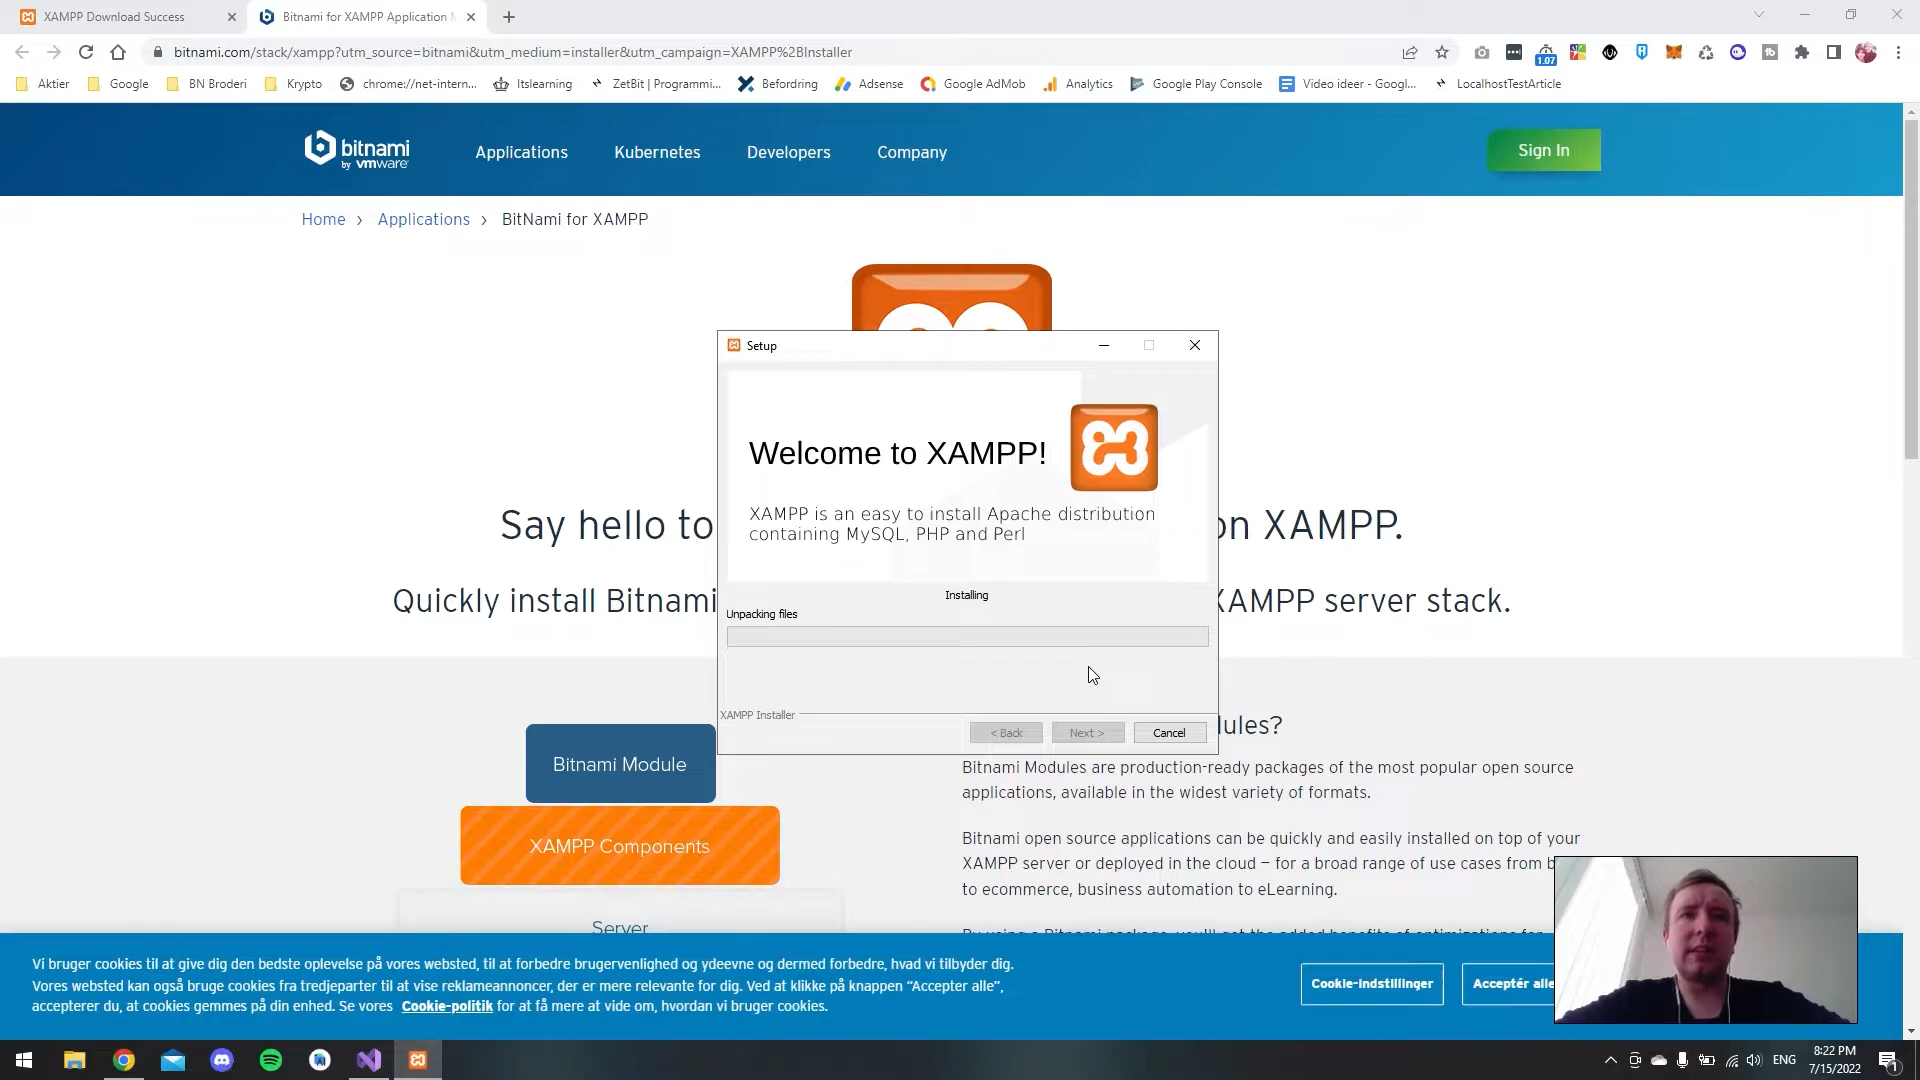 XAMPP Download Success
Bitnami for XAMPP Application
bitnami.com/stack/xampp?utm_source=bitnami&utm_medium=installer&utm_campaign=XAMPP%2BInstaller
1.07
Aktier
Google
BN Broderi
Krypto
chrome://net-intern...
Itslearning
ZetBit | Programmi...
Befordring
Adsense
Google AdMob
Analytics
Google Play Console
Video ideer - Googl...
LocalhostTestArticle
bitnami
by vmware
Applications
Kubernetes
Developers
Company
Sign In
Home › Applications › BitNami for XAMPP
Setup
Welcome to XAMPP!
XAMPP is an easy to install Apache distribution
containing MySQL, PHP and Perl
Say hello to
on XAMPP.
Installing
Quickly install Bitnami
XAMPP server stack.
Unpacking files
XAMPP Installer
< Back
Next >
Cancel
Bitnami Module
XAMPP Components
Server
Bitnami Modules are production-ready packages of the most popular open source
applications, available in the widest variety of formats.
Bitnami open source applications can be quickly and easily installed on top of your
XAMPP server or deployed in the cloud – for a broad range of use cases from
to ecommerce, business automation to eLearning.
Vi bruger cookies til at give dig den bedste oplevelse på vores websted, til at forbedre brugervenlighed og ydeevne og dermed forbedre, hvad vi tilbyder dig.
Vores websted kan også bruge cookies fra tredjeparter til at vise reklameannoncer, der er mere relevante for dig. Ved at klikke på knappen "Accepter alle",
accepterer du, at cookies gemmes på din enhed. Se vores Cookie-politik for at få mere at vide om, hvordan vi bruger cookies.
Cookie-indstillinger
Acceptér alle
ENG
8:22 PM
7/15/2022
1